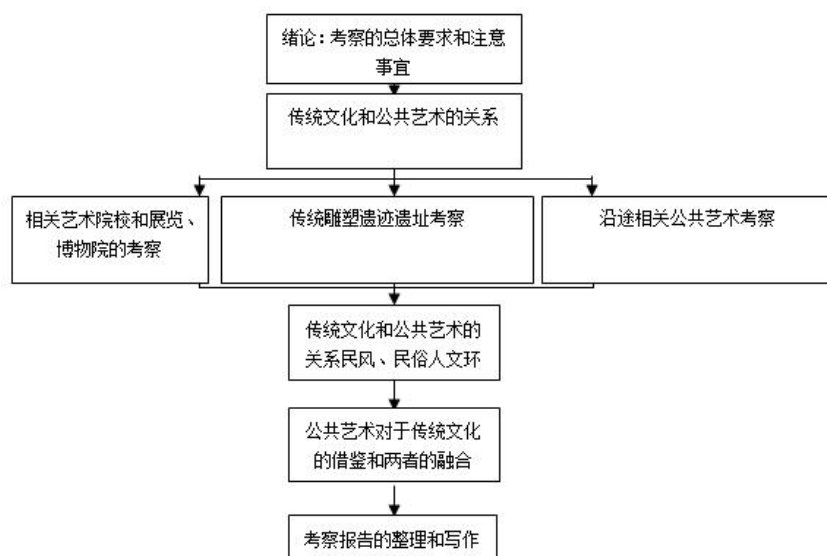 绪论：考察的总体要求和注意
事宜
传统文化和公共艺术的关系
相关艺术院校和展览、
博物院的考察
传统雕塑遗迹遗址考察
沿途相关公共艺术考察
传统文化和公共艺术的
关系民风、民俗人文环
公共艺术对于传统文化
的借鉴和两者的融合
考察报告的整理和写作